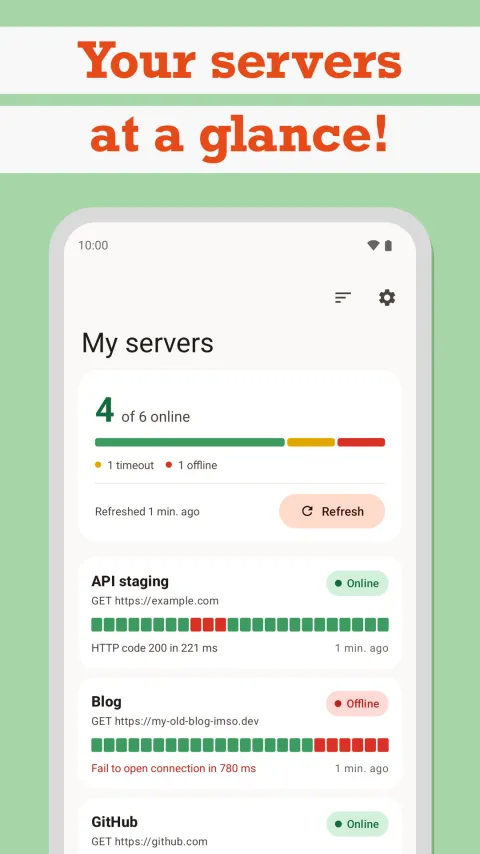 Your servers
at a glance!
10:00
My servers
4 of 6 online
1 timeout 1 offline
Refreshed 1 min. ago Refresh
API staging Online
GET https://example.com
HTTP code 200 in 221 ms 1 min. ago
Blog Offline
GET https://my-old-blog-imso.dev
Fail to open connection in 780 ms 1 min. ago
GitHub Online
GET https://github.com